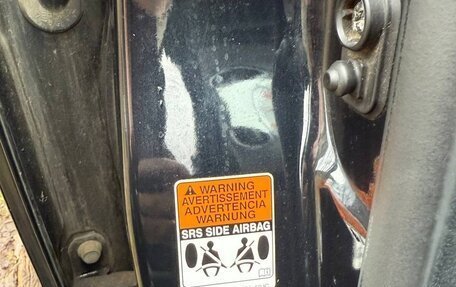 ⚠ WARNING
AVERTISSEMENT
ADVERTENCIA
WARNUNG
SRS SIDE AIRBAG